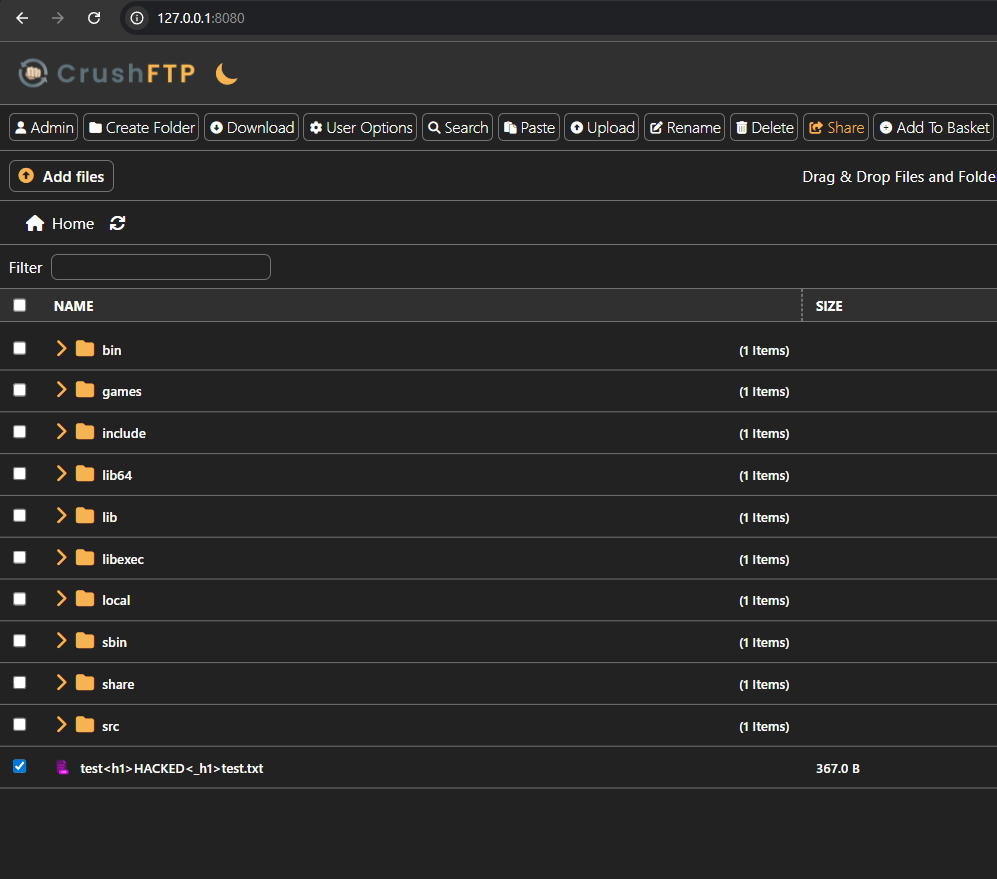 127.0.0.1:8080
CrushFTP
Admin Create Folder Download User Options Search Paste Upload Rename Delete Share Add To Basket
Add files Drag & Drop Files and Folde
Home
Filter
NAME SIZE
bin (1 Items)
games (1 Items)
include (1 Items)
lib64 (1 Items)
lib (1 Items)
libexec (1 Items)
local (1 Items)
sbin (1 Items)
share (1 Items)
src (1 Items)
test<h1>HACKED<_h1>test.txt 367.0 B